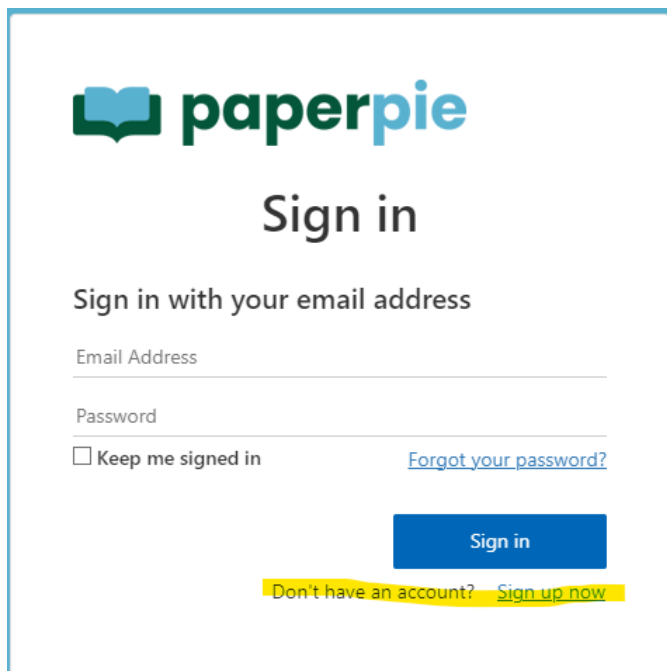 paperpie
Sign in
Sign in with your email address
Email Address
Password
Keep me signed in Forgot your password?
Sign in
Don't have an account? Sign up now